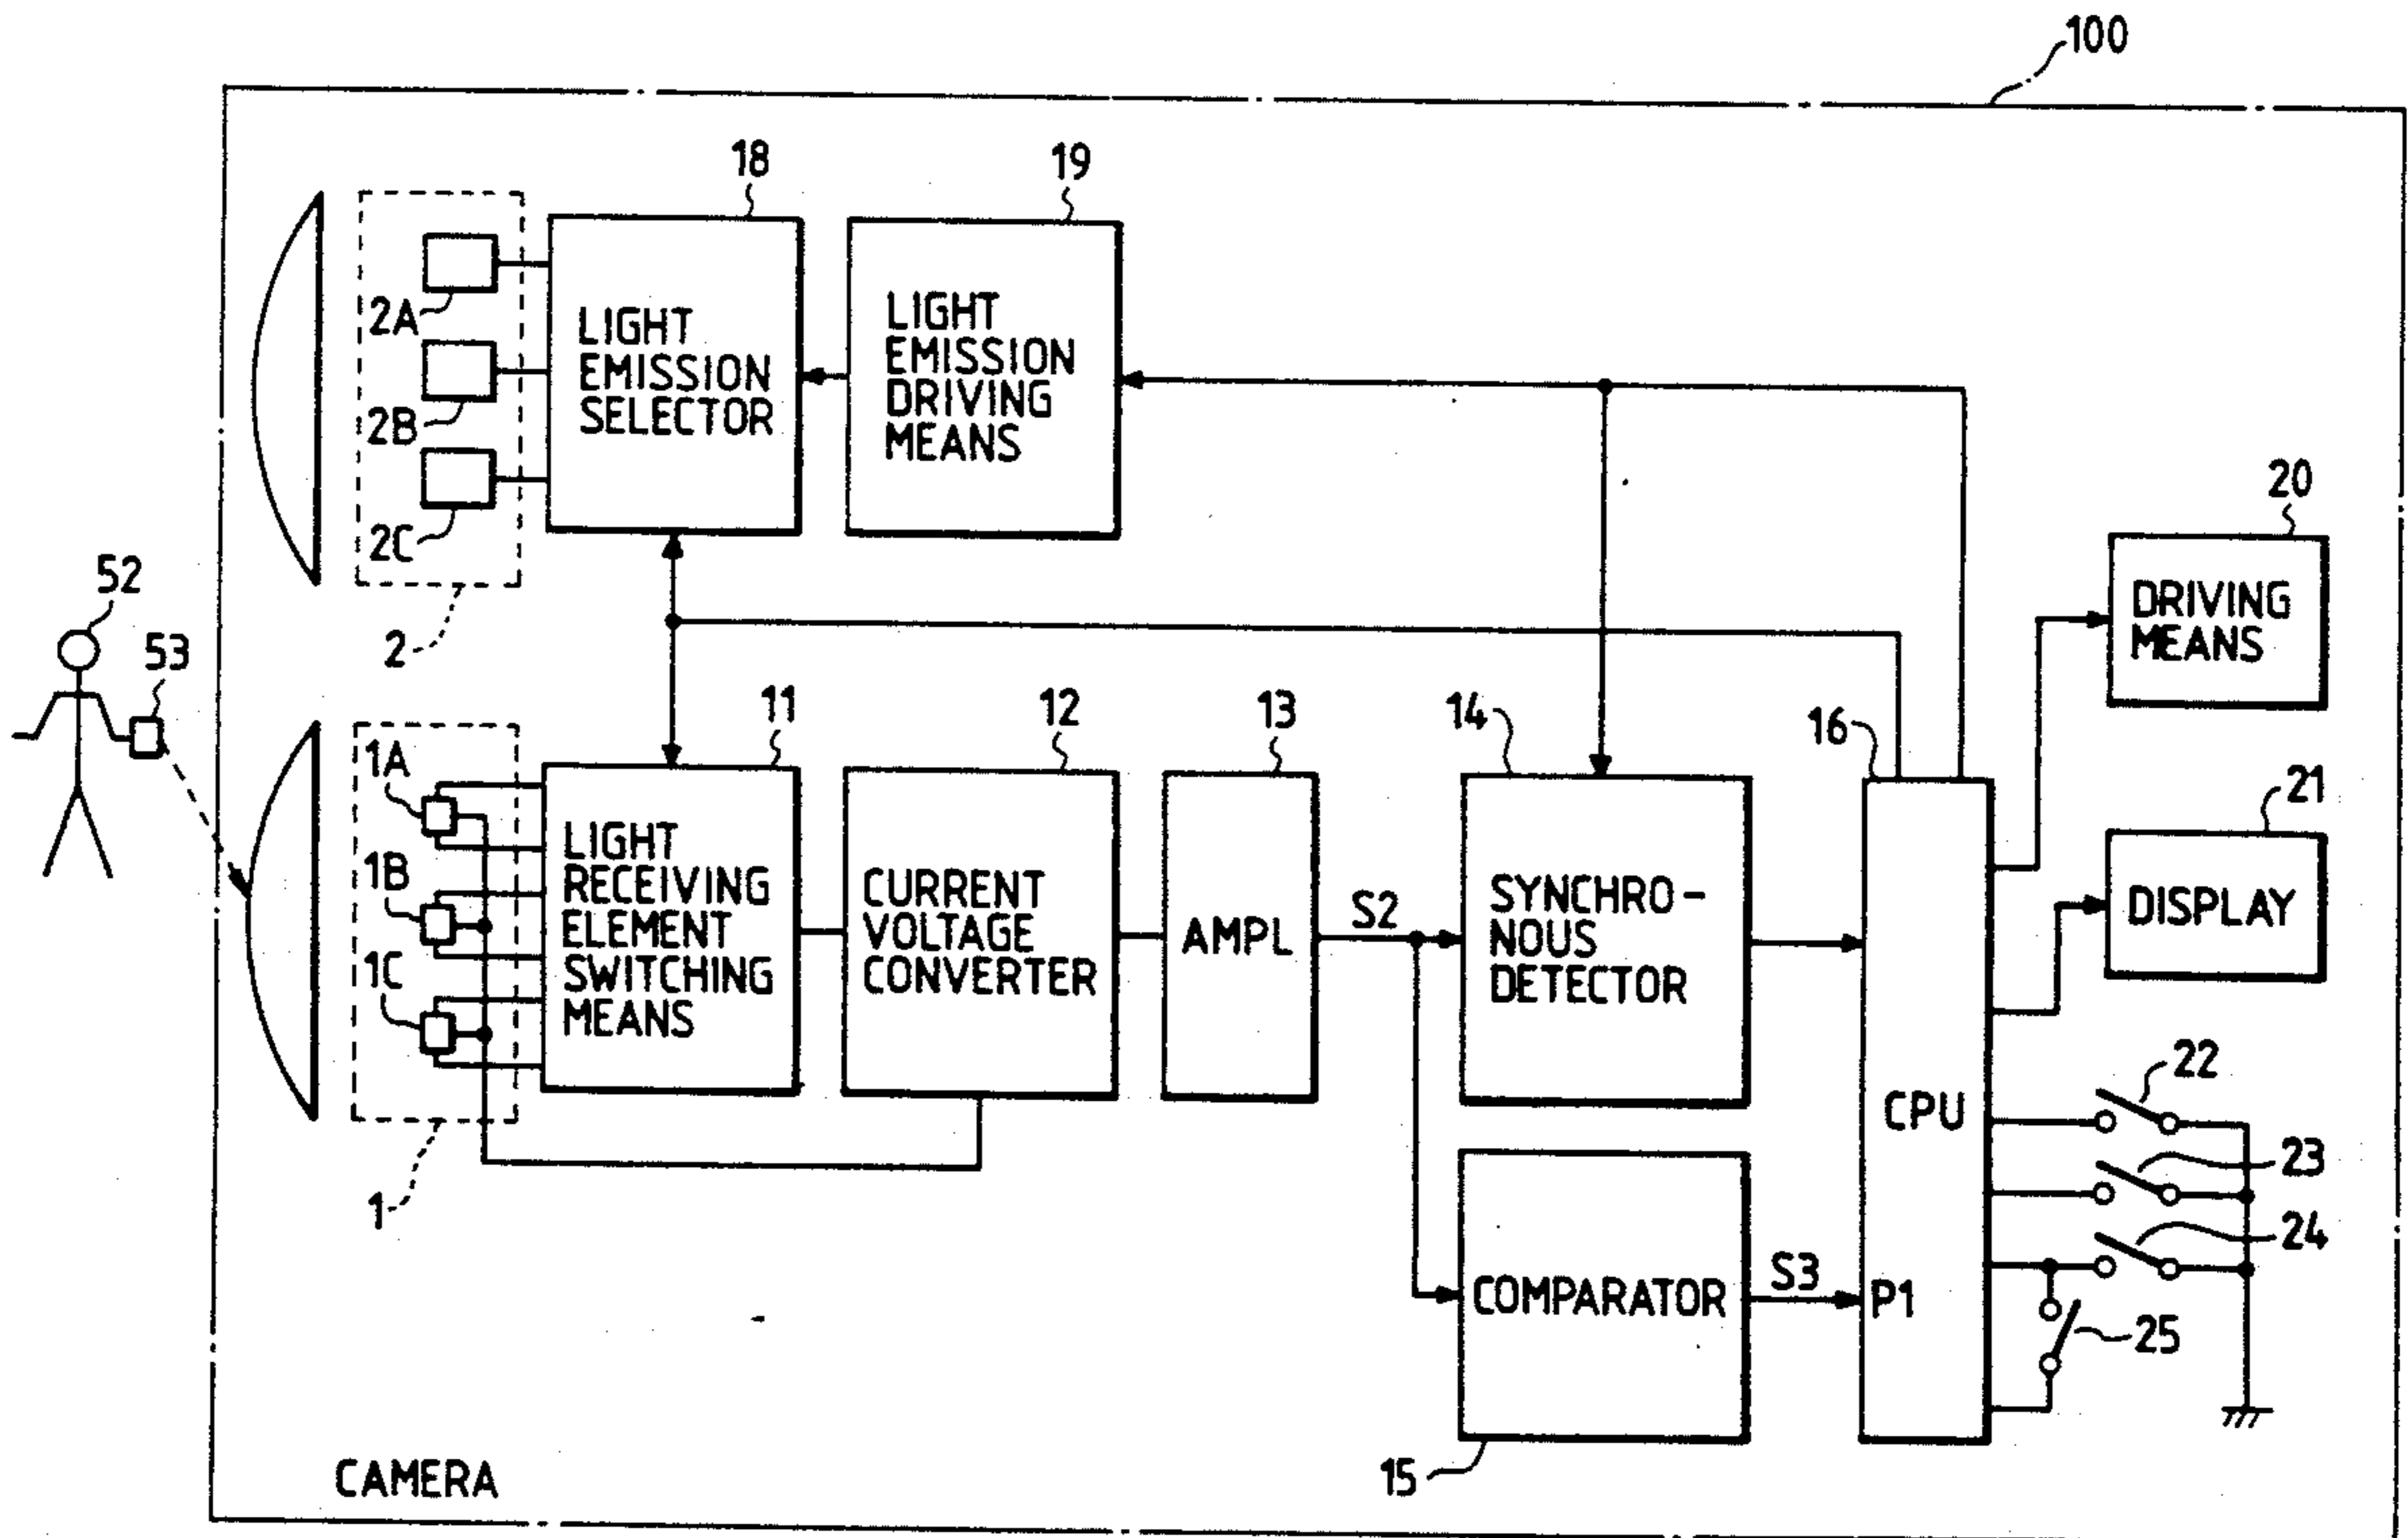 100
18
19
2A
2B
2C
LIGHT
EMISSION
SELECTOR
LIGHT
EMISSION
DRIVING
MEANS
20
DRIVING
MEANS
52
53
2
11
12
13
14
16
21
1A
1B
1C
LIGHT
RECEIVING
ELEMENT
SWITCHING
MEANS
CURRENT
VOLTAGE
CONVERTER
AMPL
S2
SYNCHRO-
NOUS
DETECTOR
CPU
DISPLAY
22
23
24
25
1
COMPARATOR
S3
P1
15
CAMERA